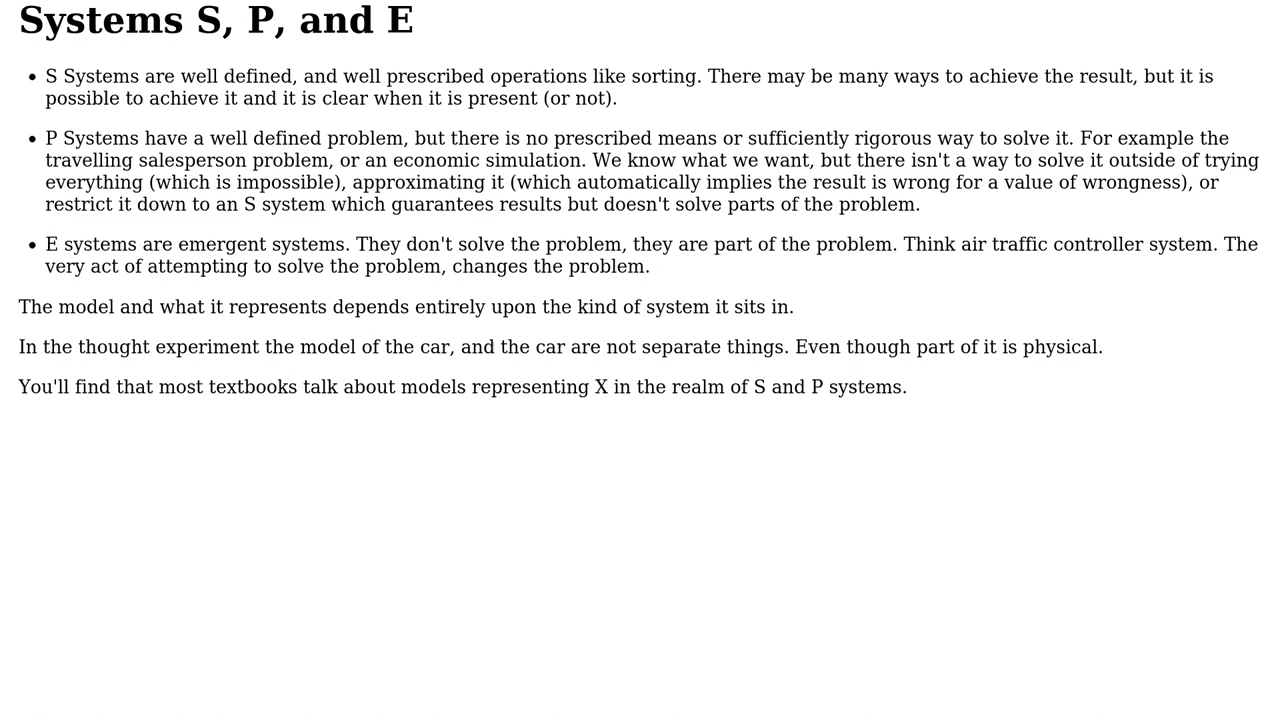 Systems S, P, and E
• S Systems are well defined, and well prescribed operations like sorting. There may be many ways to achieve the result, but it is
possible to achieve it and it is clear when it is present (or not).
• P Systems have a well defined problem, but there is no prescribed means or sufficiently rigorous way to solve it. For example the
travelling salesperson problem, or an economic simulation. We know what we want, but there isn't a way to solve it outside of trying
everything (which is impossible), approximating it (which automatically implies the result is wrong for a value of wrongness), or
restrict it down to an S system which guarantees results but doesn't solve parts of the problem.
• E systems are emergent systems. They don't solve the problem, they are part of the problem. Think air traffic controller system. The
very act of attempting to solve the problem, changes the problem.
The model and what it represents depends entirely upon the kind of system it sits in.
In the thought experiment the model of the car, and the car are not separate things. Even though part of it is physical.
You'll find that most textbooks talk about models representing X in the realm of S and P systems.